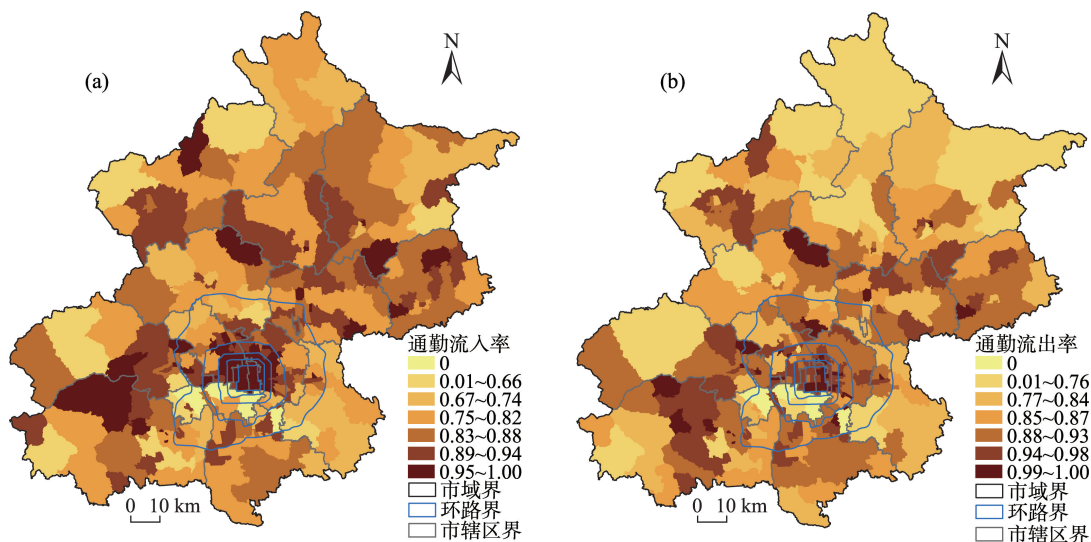 (a)
N
通勤流入率
0
0.01~0.66
0.67~0.74
0.75~0.82
0.83~0.88
0.89~0.94
0.95~1.00
市域界
环路界
市辖区界
0 10 km
(b)
N
通勤流出率
0
0.01~0.76
0.77~0.84
0.85~0.87
0.88~0.93
0.94~0.98
0.99~1.00
市域界
环路界
市辖区界
0 10 km